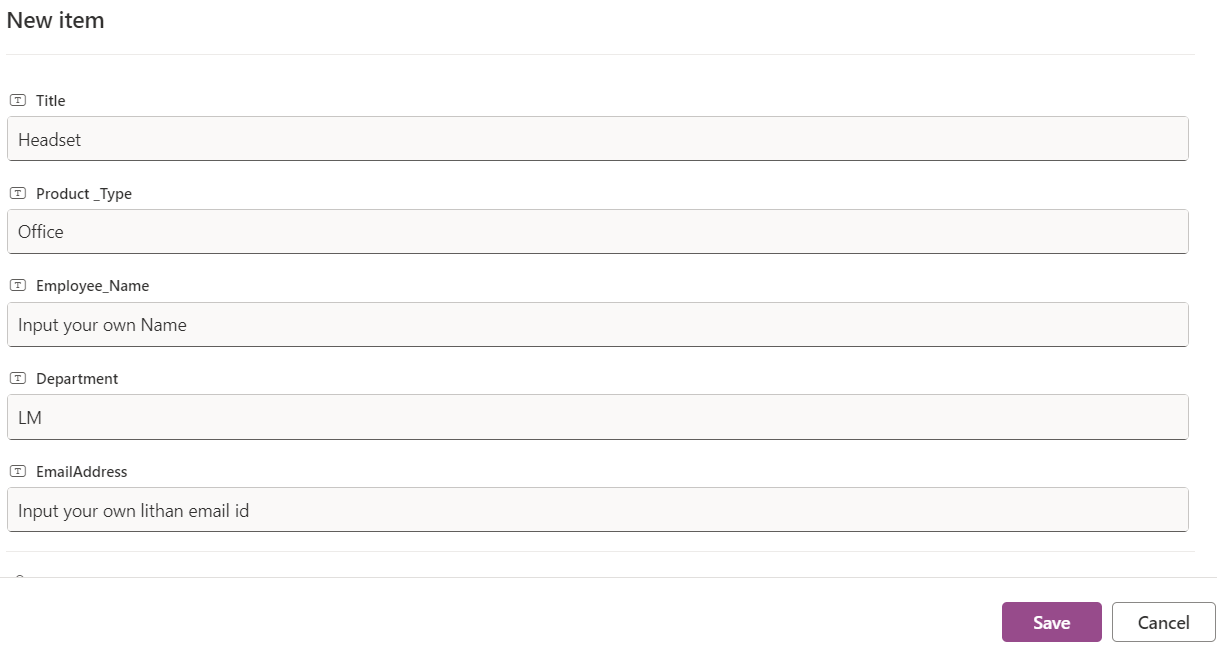 New item
Title
Headset
Product _Type
Office
Employee_Name
Input your own Name
Department
LM
EmailAddress
Input your own lithan email id
Save
Cancel